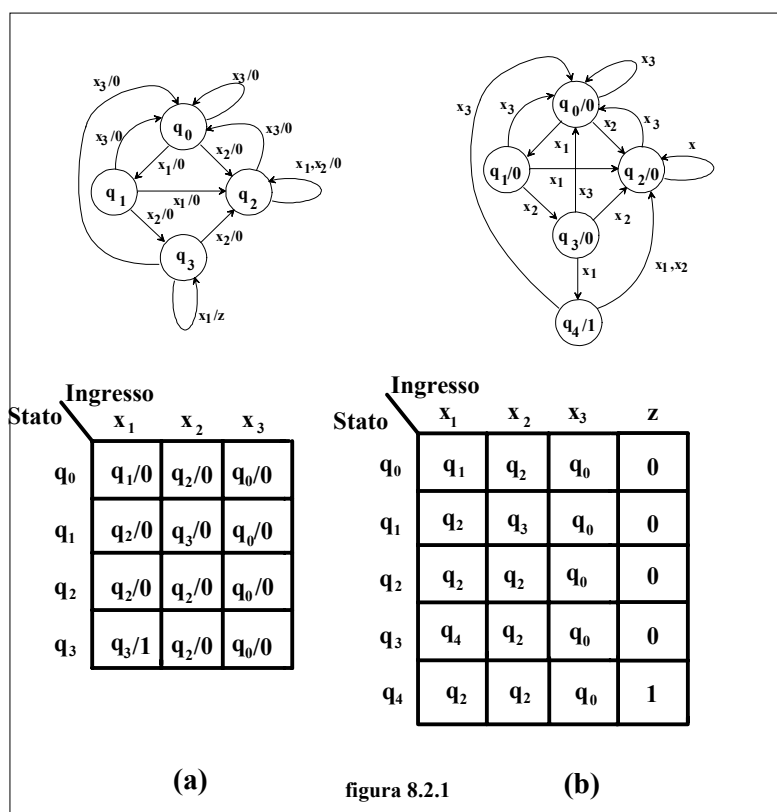 x3/0
x3/0
q0
x3/0
x3/0
x1/0
x2/0
x1,x2/0
q1
x1/0
q2
x2/0
x2/0
q3
x1/z
x3
q0/0
x3
x3
x2
x3
x1
x
q1/0
x1
q2/0
x3
x2
x2
q3/0
x1
x1,x2
q4/1
Ingresso
Stato
x1 x2 x3
q0 q1/0 q2/0 q0/0
q1 q2/0 q3/0 q0/0
q2 q2/0 q2/0 q0/0
q3 q3/1 q2/0 q0/0
Ingresso
Stato
x1 x2 x3 z
q0 q1 q2 q0 0
q1 q2 q3 q0 0
q2 q2 q2 q0 0
q3 q4 q2 q0 0
q4 q2 q2 q0 1
(a) figura 8.2.1 (b)